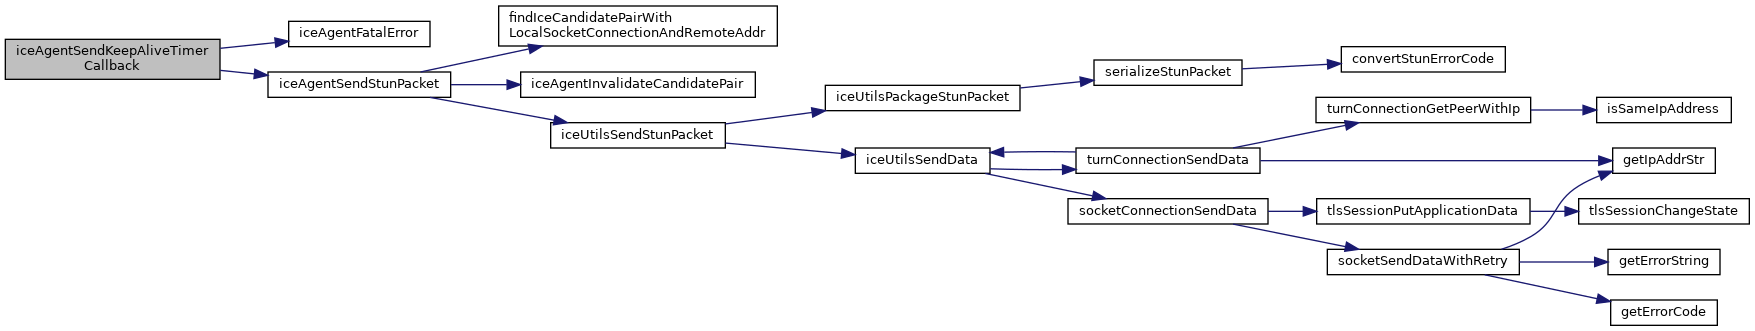 iceAgentSendKeepAliveTimer
Callback
iceAgentFatalError
iceAgentSendStunPacket
findIceCandidatePairWith
LocalSocketConnectionAndRemoteAddr
iceAgentInvalidateCandidatePair
iceUtilsSendStunPacket
iceUtilsPackageStunPacket
iceUtilsSendData
serializeStunPacket
turnConnectionSendData
socketConnectionSendData
convertStunErrorCode
turnConnectionGetPeerWithIp
tlsSessionPutApplicationData
socketSendDataWithRetry
isSameIpAddress
getIpAddrStr
tlsSessionChangeState
getErrorString
getErrorCode